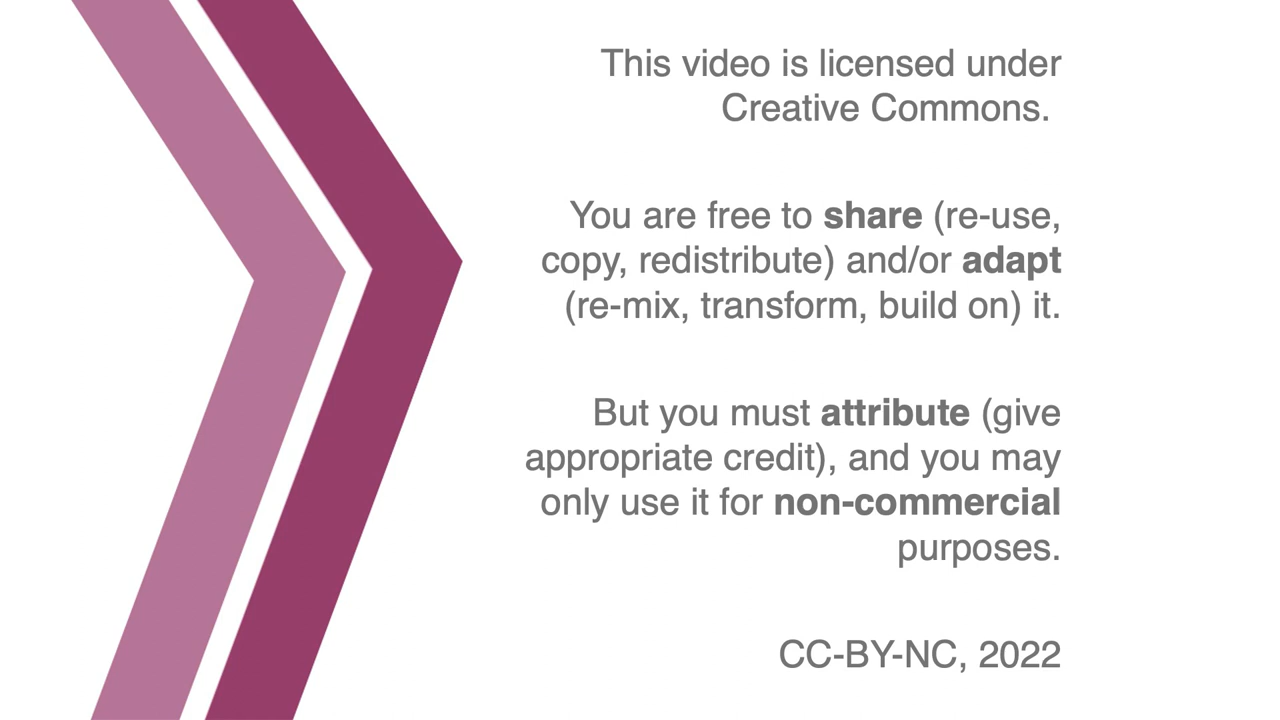 This video is licensed under
Creative Commons.
You are free to share (re-use,
copy, redistribute) and/or adapt
(re-mix, transform, build on) it.
But you must attribute (give
appropriate credit), and you may
only use it for non-commercial
purposes.
CC-BY-NC, 2022